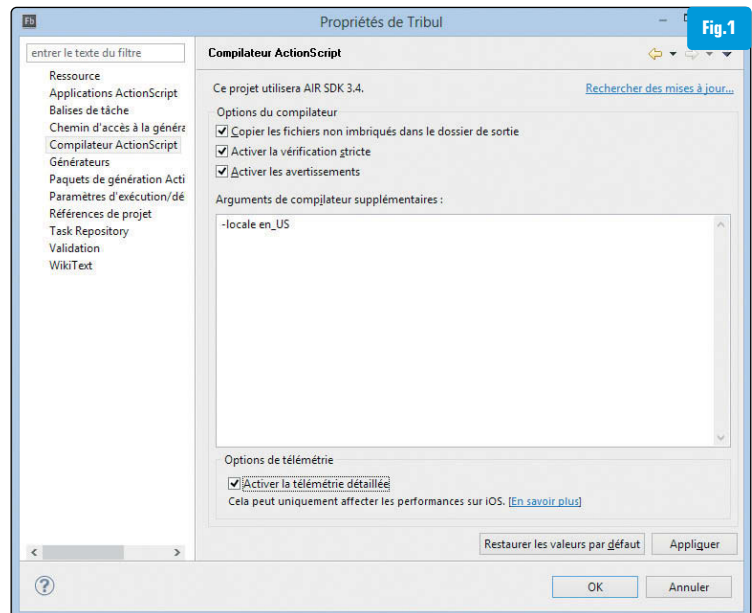 Fb
Propriétés de Tribul
Fig.1
entrer le texte du filtre
Ressource
Applications ActionScript
Balises de tâche
Chemin d'accès à la généra
Compilateur ActionScript
Générateurs
Paquets de génération Acti
Paramètres d'exécution/dé
Références de projet
Task Repository
Validation
WikiText
Compilateur ActionScript
Ce projet utilisera AIR SDK 3.4.
Rechercher des mises à jour...
Options du compilateur
Copier les fichiers non imbriqués dans le dossier de sortie
Activer la vérification stricte
Activer les avertissements
Arguments de compilateur supplémentaires :
-locale en_US
Options de télémétrie
Activer la télémétrie détaillée
Cela peut uniquement affecter les performances sur iOS. [En savoir plus]
Restaurer les valeurs par défaut
Appliquer
?
OK
Annuler